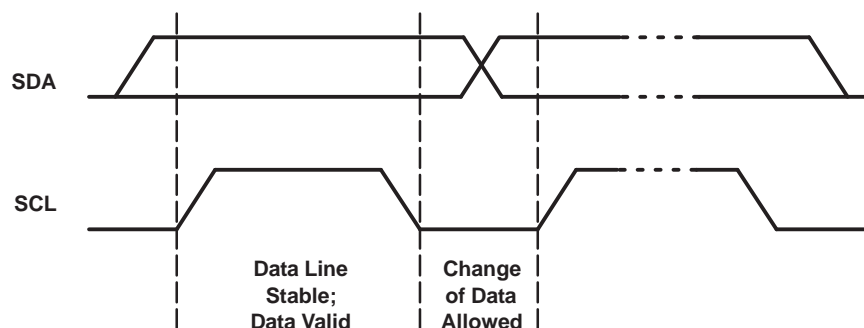 SDA
SCL
Data Line
Stable;
Data Valid
Change
of Data
Allowed